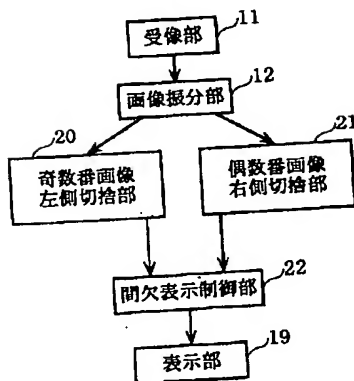 受像部
11
画像振分部
12
20
奇数番画像
左側切捨部
21
偶数番画像
右側切捨部
間欠表示制御部
22
表示部
19